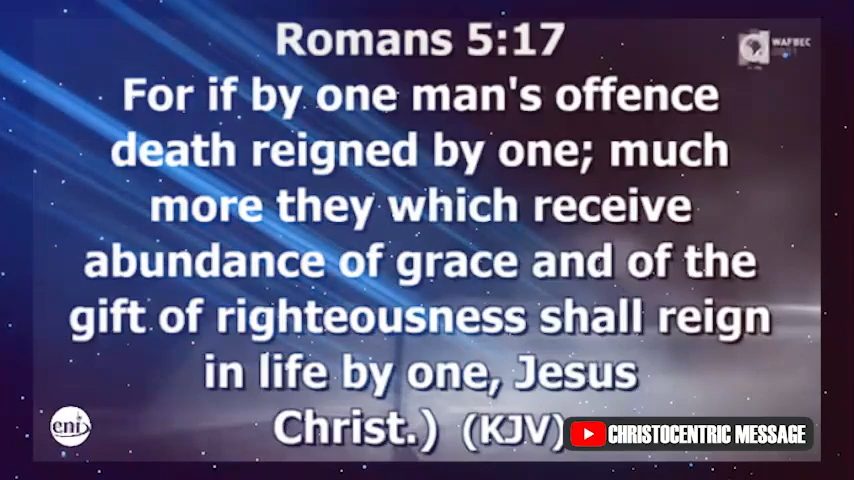 Romans 5:17
WAFBEC
For if by one man's offence
death reigned by one; much
more they which receive
abundance of grace and of the
gift of righteousness shall reign
in life by one, Jesus
Christ.) (KJV)
eni
CHRISTOCENTRIC MESSAGE